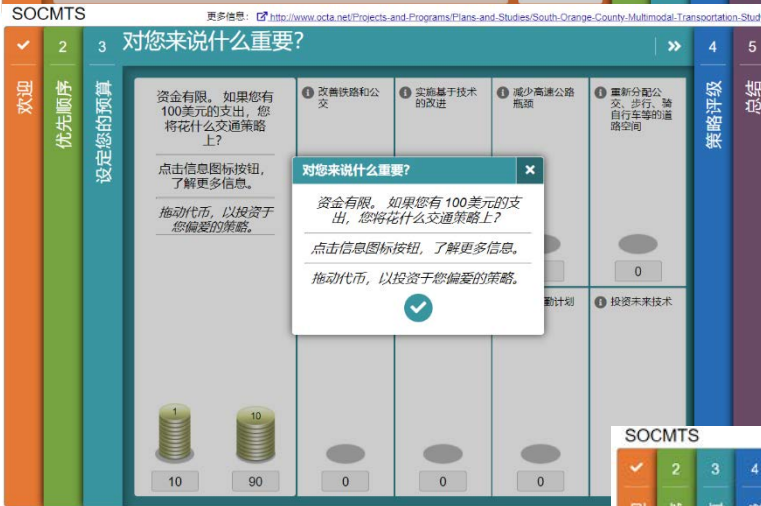 SOCMTS
更多信息: http://www.octa.net/Projects-and-Programs/Plans-and-Studies/South-Orange-County-Multimodal-Transportation-Stud
2
3
对您来说什么重要?
»
4
5
欢迎
优先顺序
设定您的预算
策略评级
总结
资金有限。 如果您有
100美元的支出, 您
将花什么交通策略
上?
点击信息图标按钮,
了解更多信息。
拖动代币, 以投资于
您偏爱的策略。
1
10
10
90
改善铁路和公
交
实施基于技术
的改进
减少高速公路
瓶颈
重新分配公
交、步行、骑
自行车等的道
路空间
0
对您来说什么重要?
资金有限。 如果您有 100美元的支
出, 您将花什么交通策略上?
点击信息图标按钮, 了解更多信息。
拖动代币, 以投资于您偏爱的策略。
勤计划
投资未来技术
0
0
0
SOCMTS
2
3
4